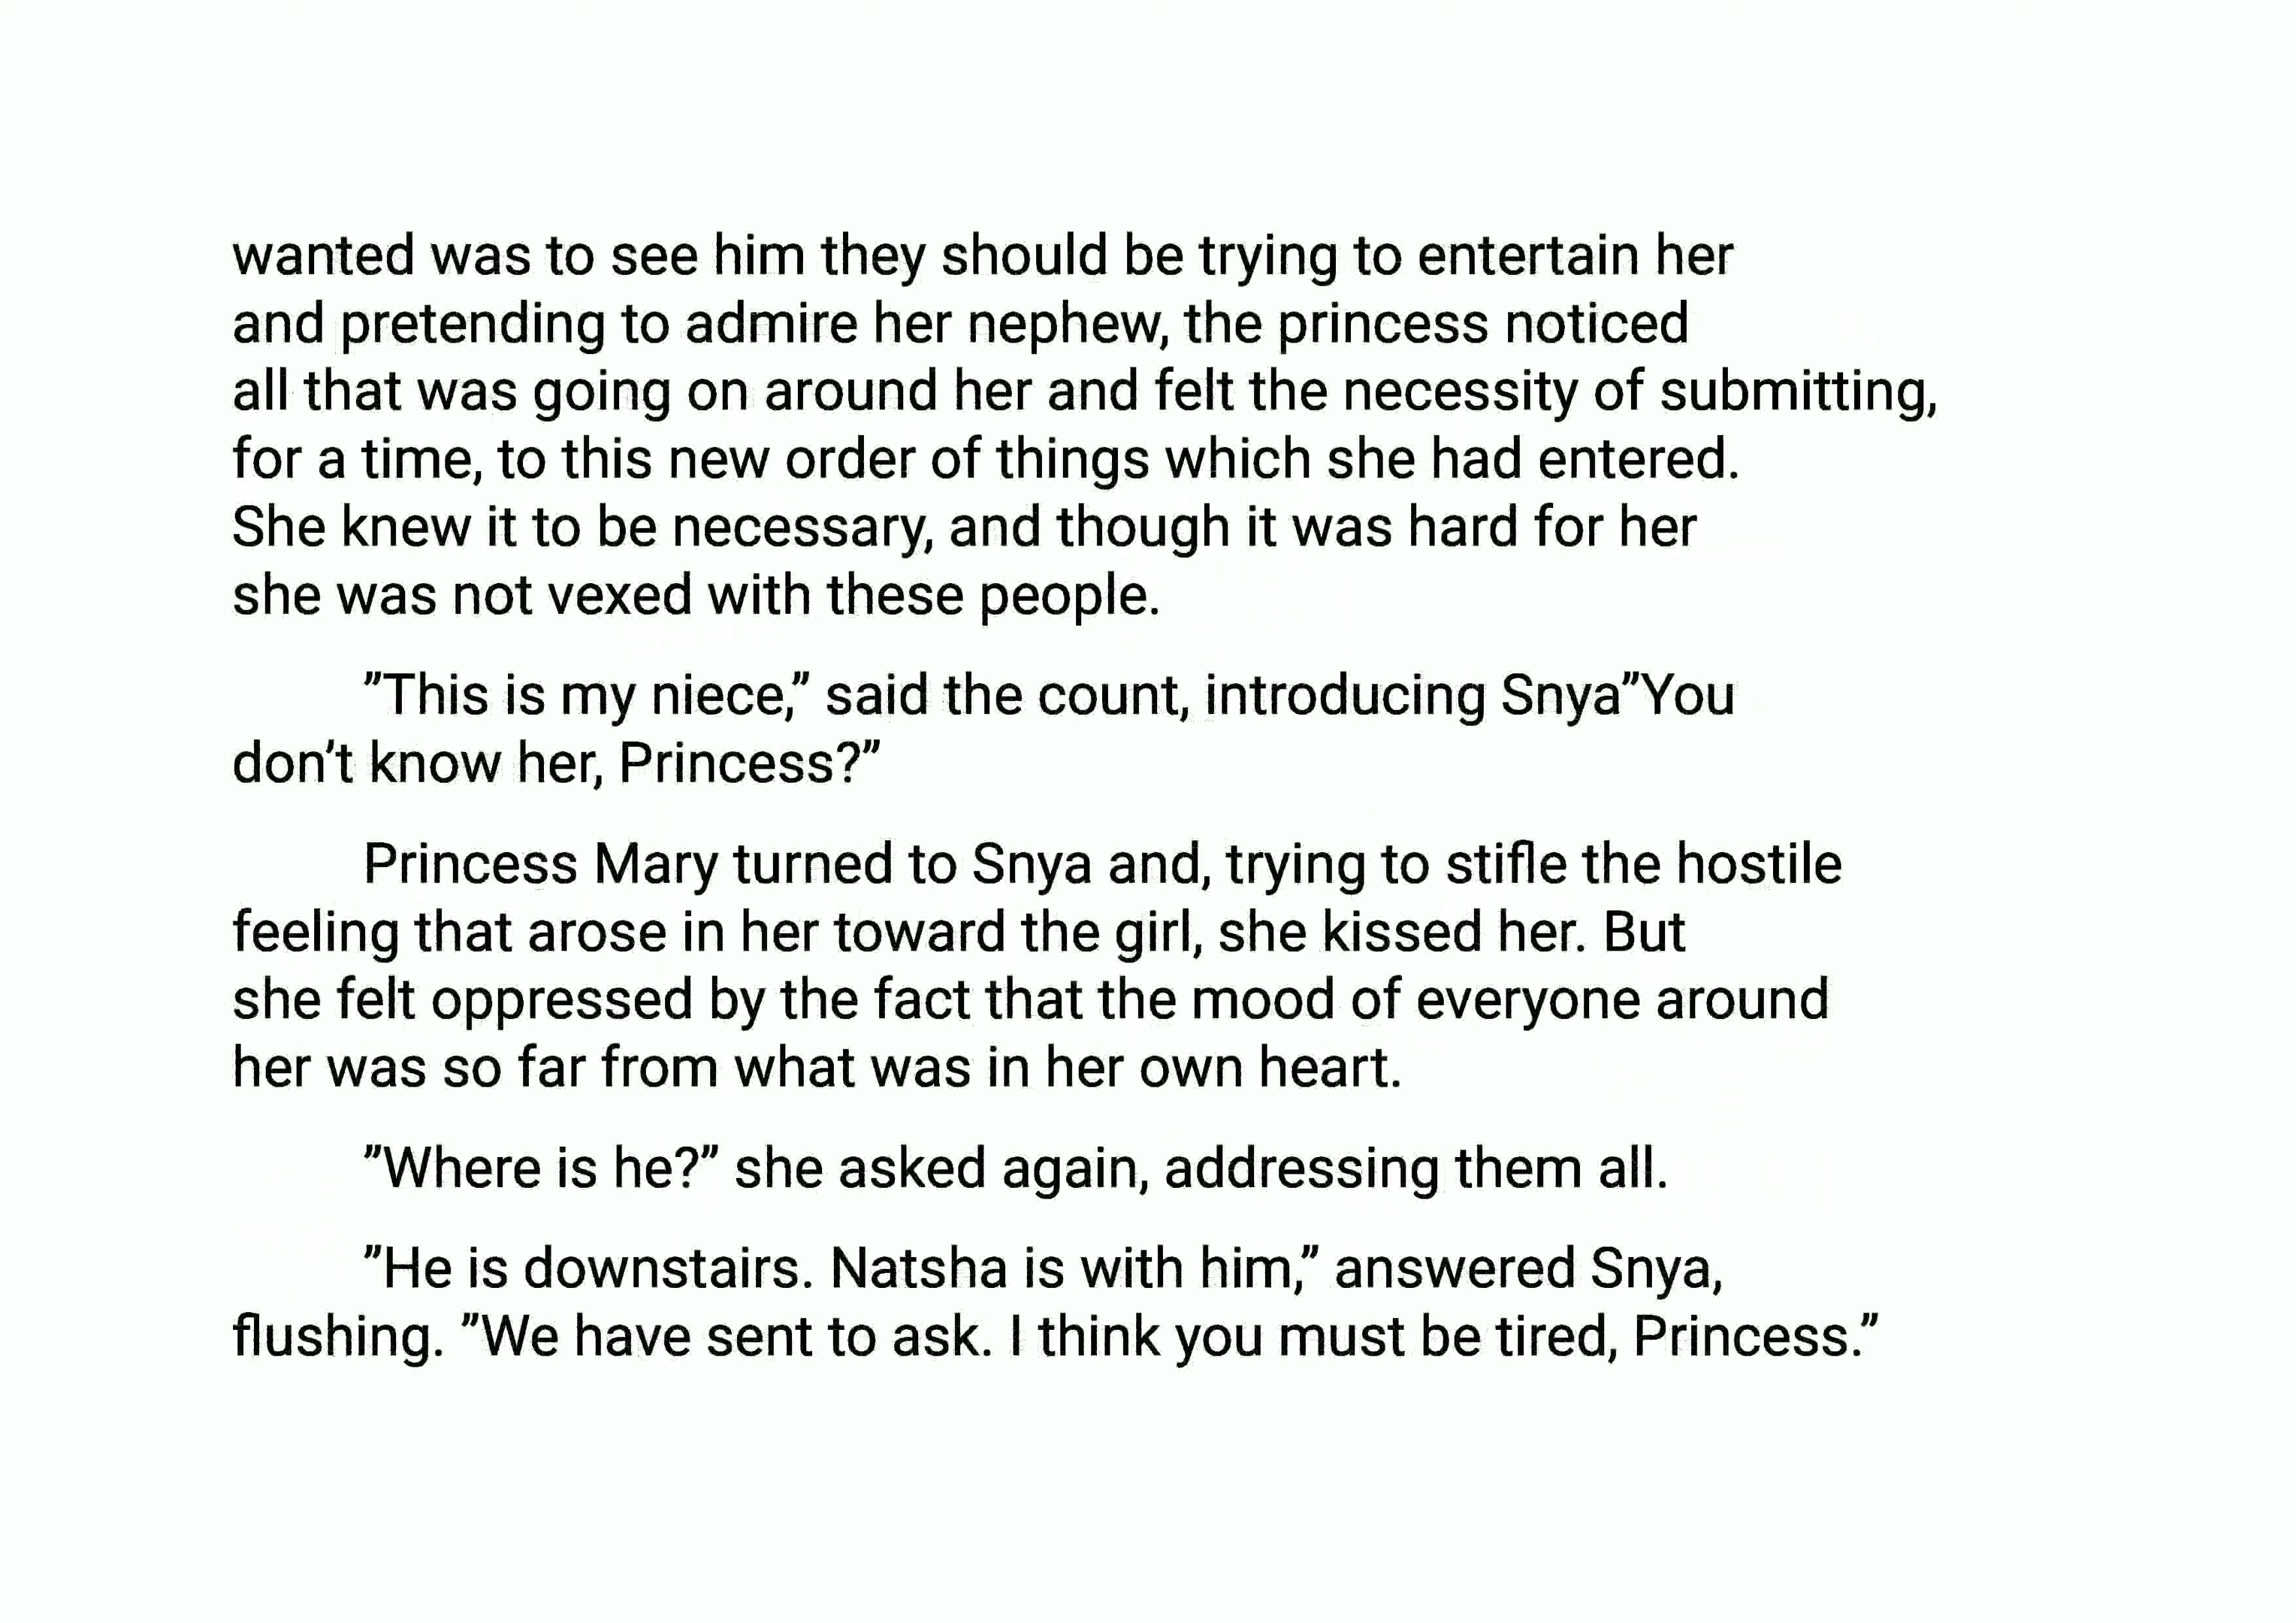 wanted was to see him they should be trying to entertain her
and pretending to admire her nephew, the princess noticed
all that was going on around her and felt the necessity of submitting,
for a time, to this new order of things which she had entered.
She knew it to be necessary, and though it was hard for her
she was not vexed with these people.
”This is my niece,” said the count, introducing Snya”You
don’t know her, Princess?”
Princess Mary turned to Snya and, trying to stifle the hostile
feeling that arose in her toward the girl, she kissed her. But
she felt oppressed by the fact that the mood of everyone around
her was so far from what was in her own heart.
”Where is he?” she asked again, addressing them all.
”He is downstairs. Natsha is with him,” answered Snya,
flushing. ”We have sent to ask. I think you must be tired, Princess.”